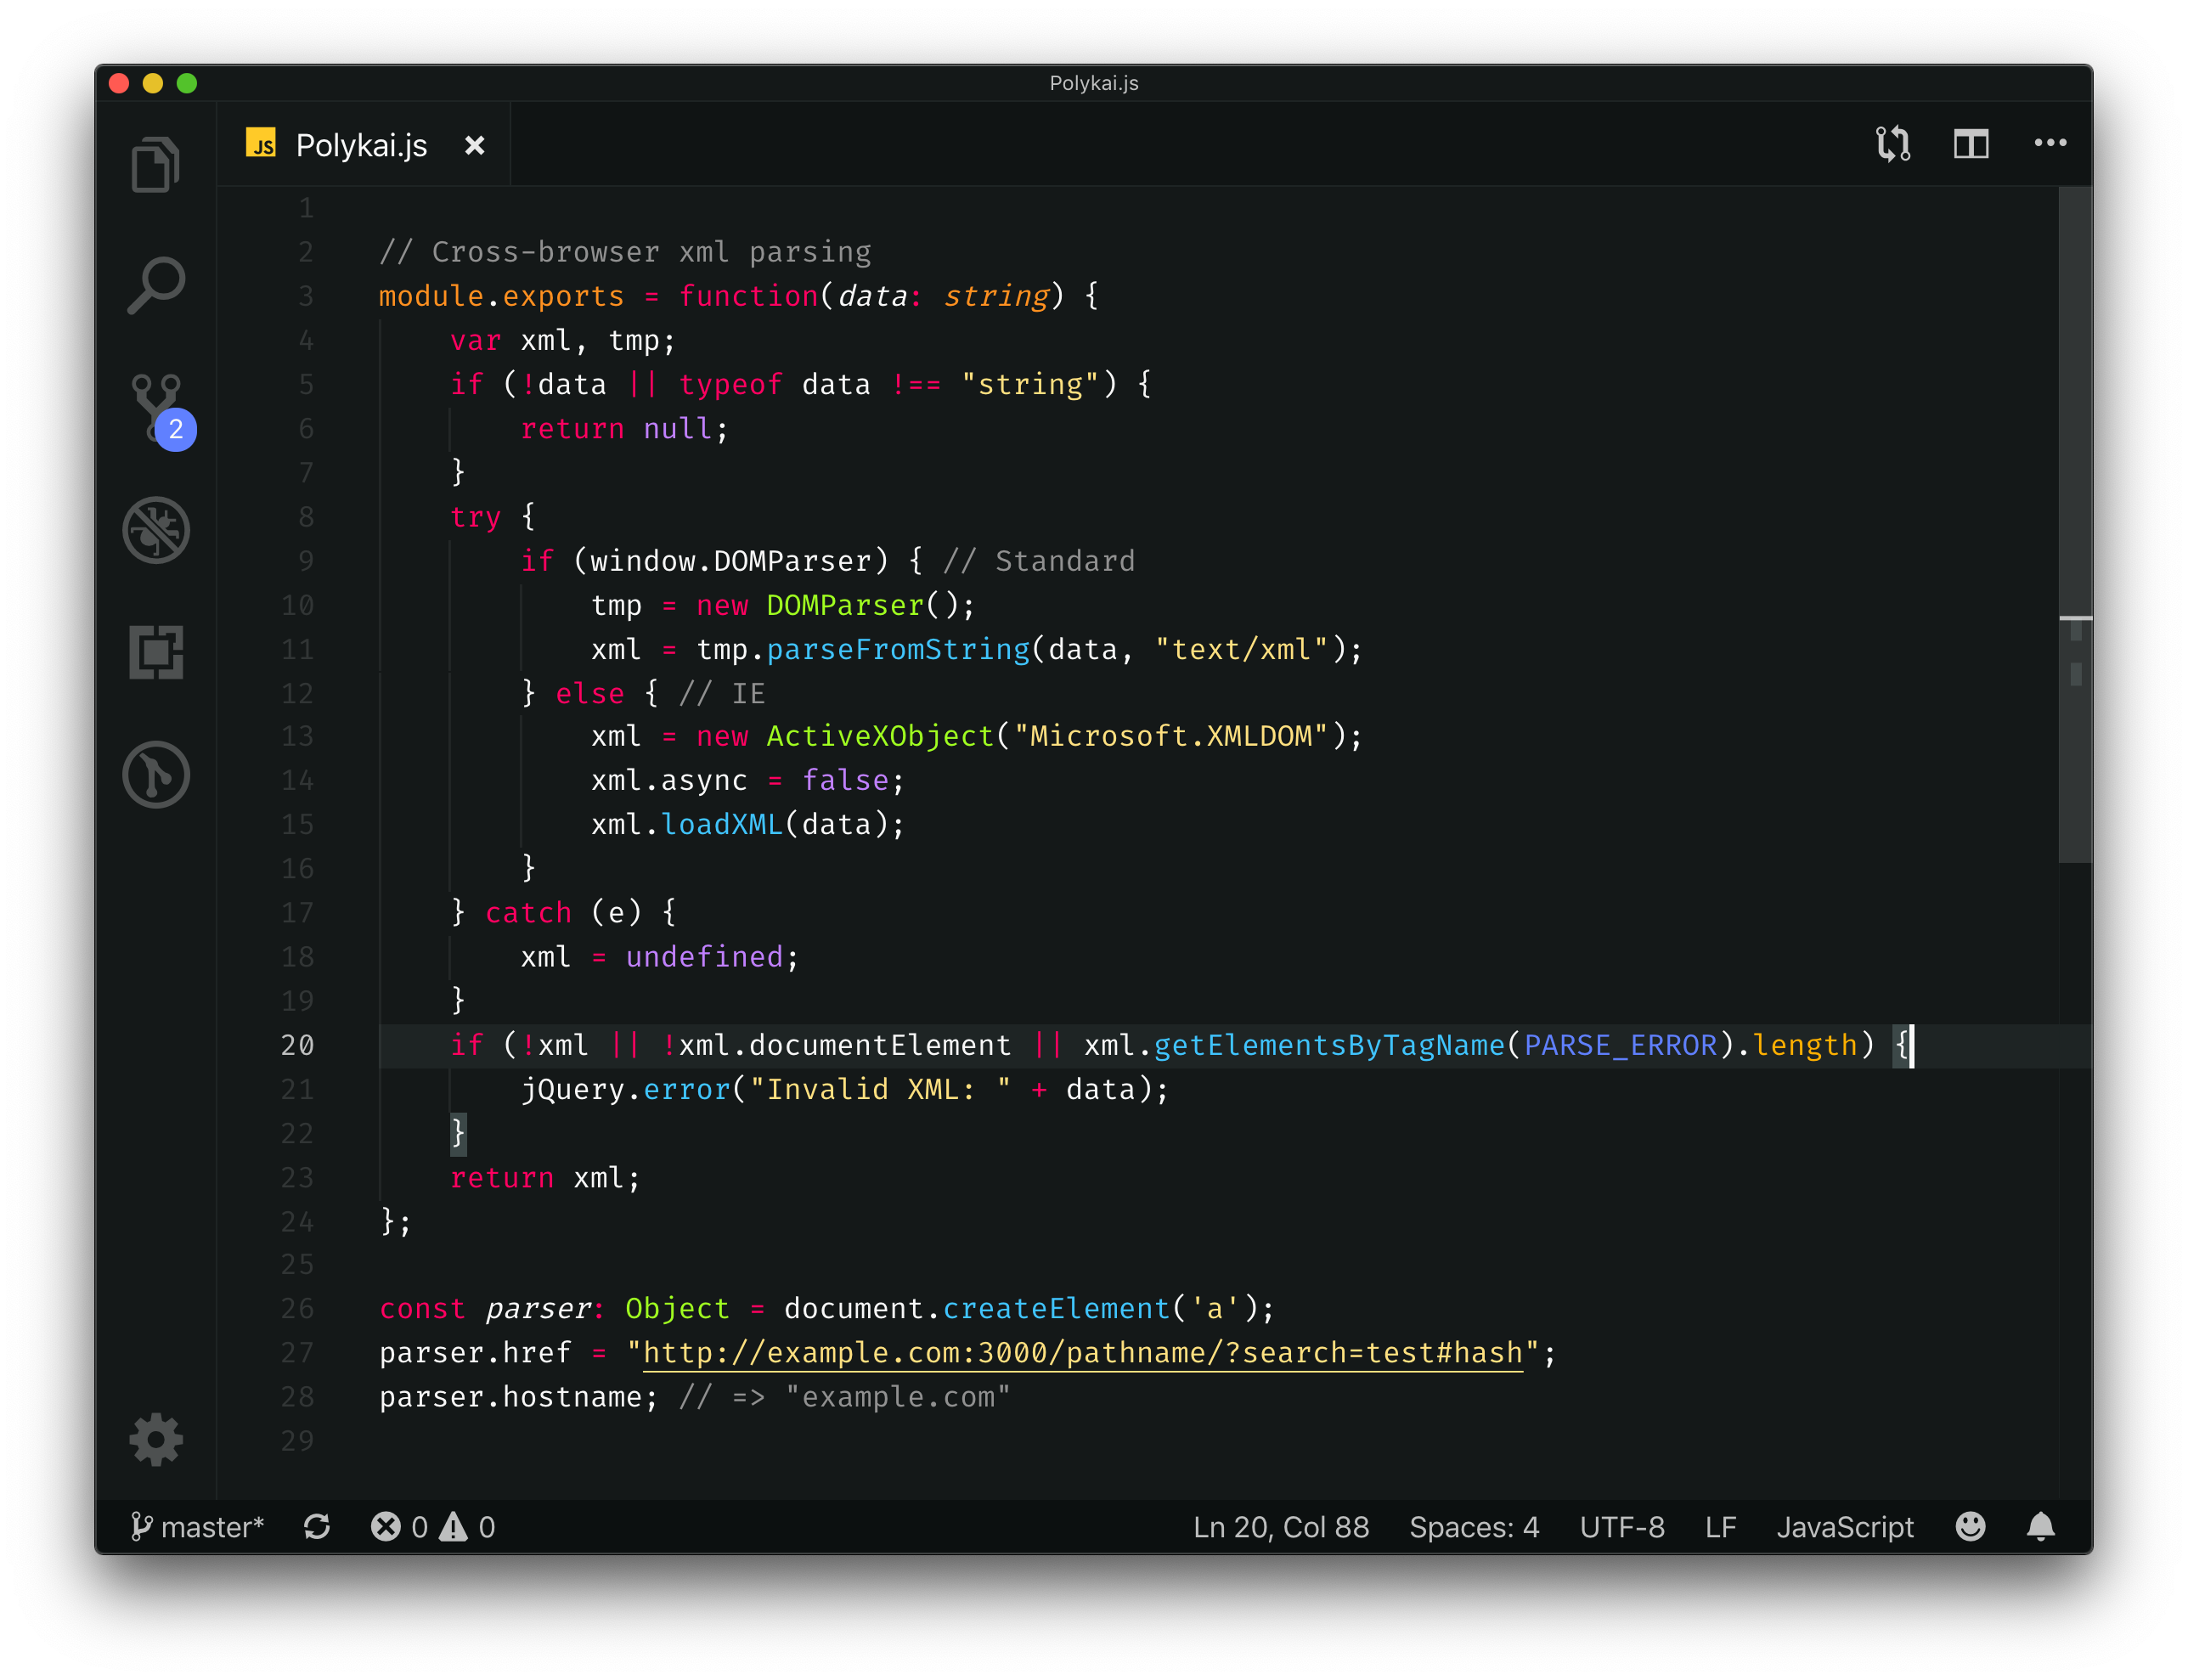 Polykai.js
JS Polykai.js ×
1
2 // Cross-browser xml parsing
3 module.exports = function(data: string) {
4     var xml, tmp;
5     if (!data || typeof data !== "string") {
6         return null;
7     }
8     try {
9         if (window.DOMParser) { // Standard
10             tmp = new DOMParser();
11             xml = tmp.parseFromString(data, "text/xml");
12         } else { // IE
13             xml = new ActiveXObject("Microsoft.XMLDOM");
14             xml.async = false;
15             xml.loadXML(data);
16         }
17     } catch (e) {
18         xml = undefined;
19     }
20     if (!xml || !xml.documentElement || xml.getElementsByTagName(PARSE_ERROR).length) {
21         jQuery.error("Invalid XML: " + data);
22     }
23     return xml;
24 };
25
26 const parser: Object = document.createElement('a');
27 parser.href = "http://example.com:3000/pathname/?search=test#hash";
28 parser.hostname; // => "example.com"
29
2
master* 0 0 Ln 20, Col 88 Spaces: 4 UTF-8 LF JavaScript